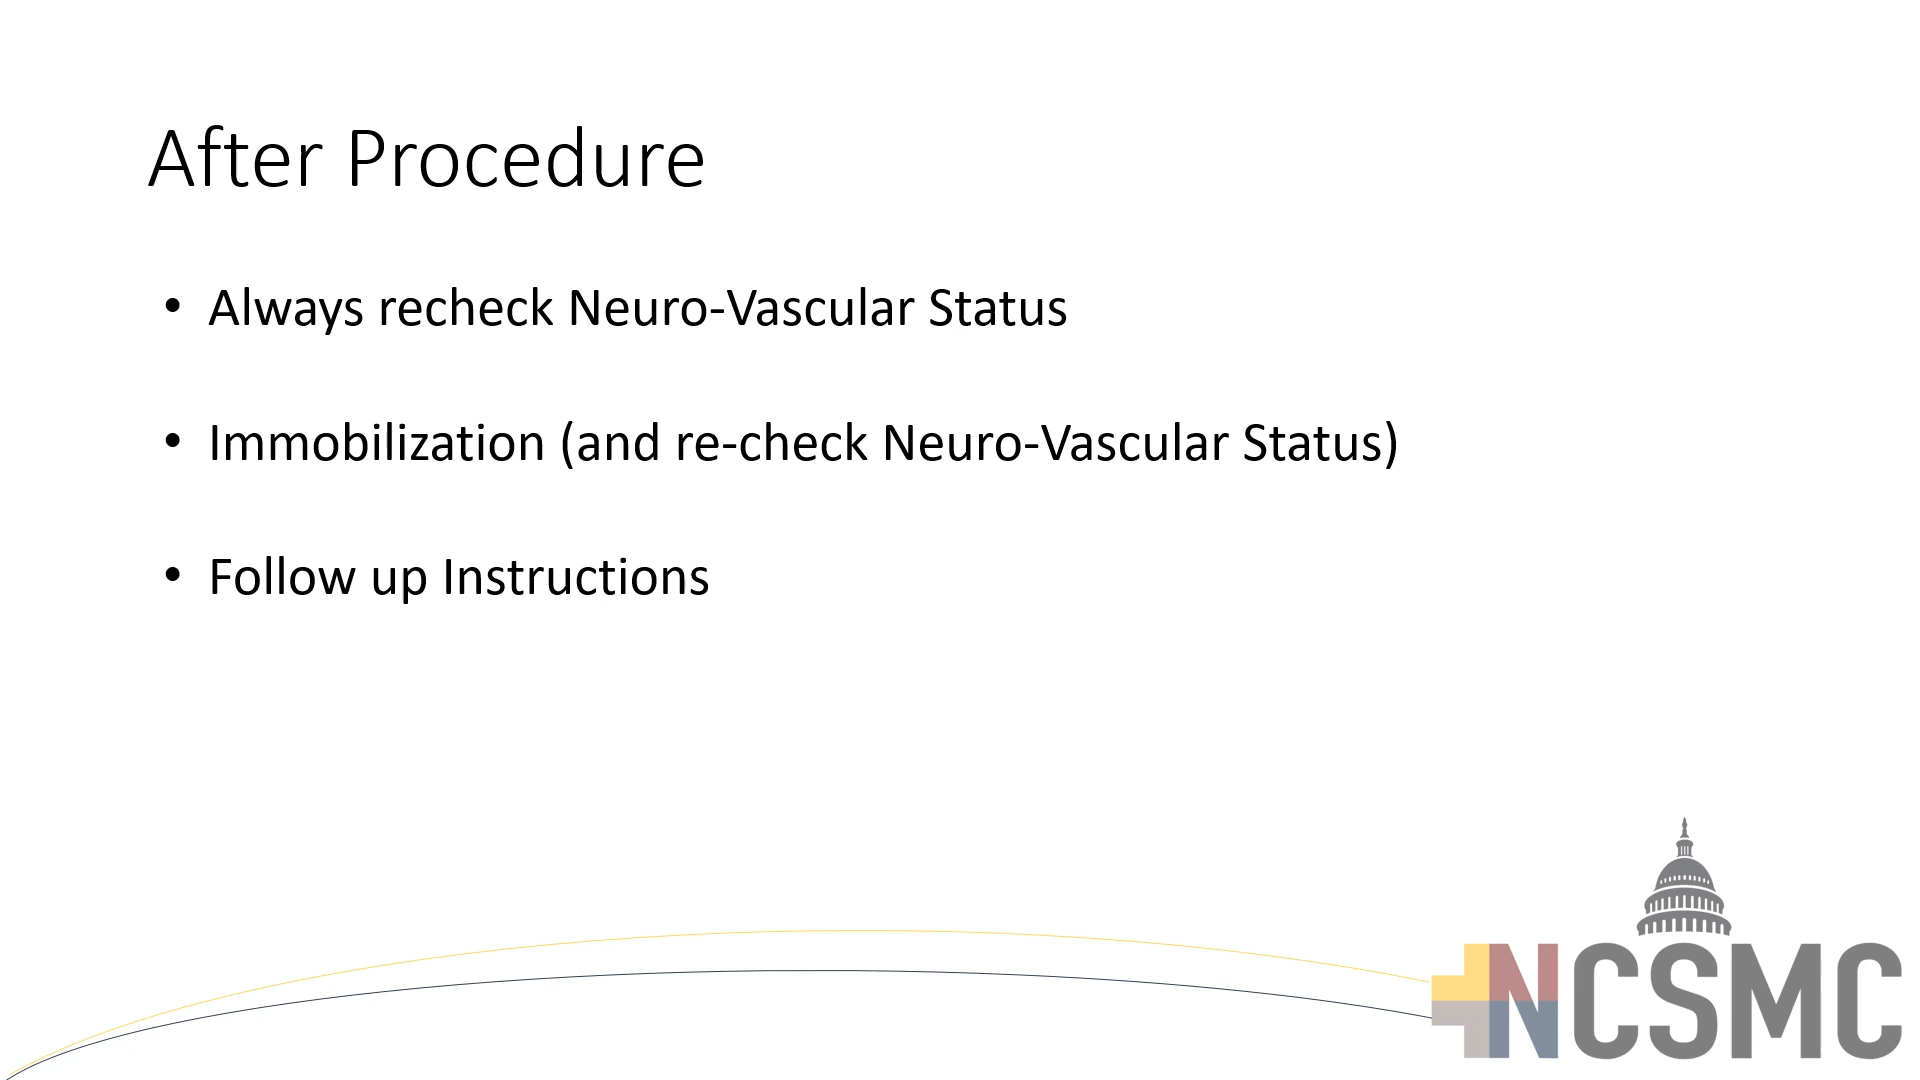 After Procedure
• Always recheck Neuro-Vascular Status
• Immobilization (and re-check Neuro-Vascular Status)
• Follow up Instructions
NCSMC